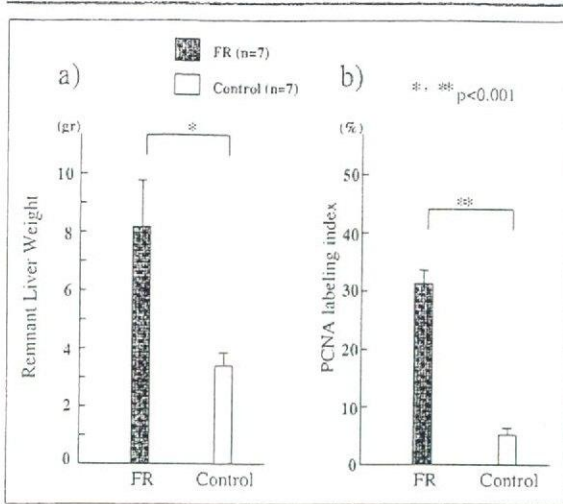 FR (n=7)
Control (n=7)
a)
(gr)
Remnant Liver Weight
10
8
6
4
2
0
*
FR
Control
b)
*, ** p<0.001
(%)
PCNA labeling index
50
40
30
20
10
0
**
FR
Control